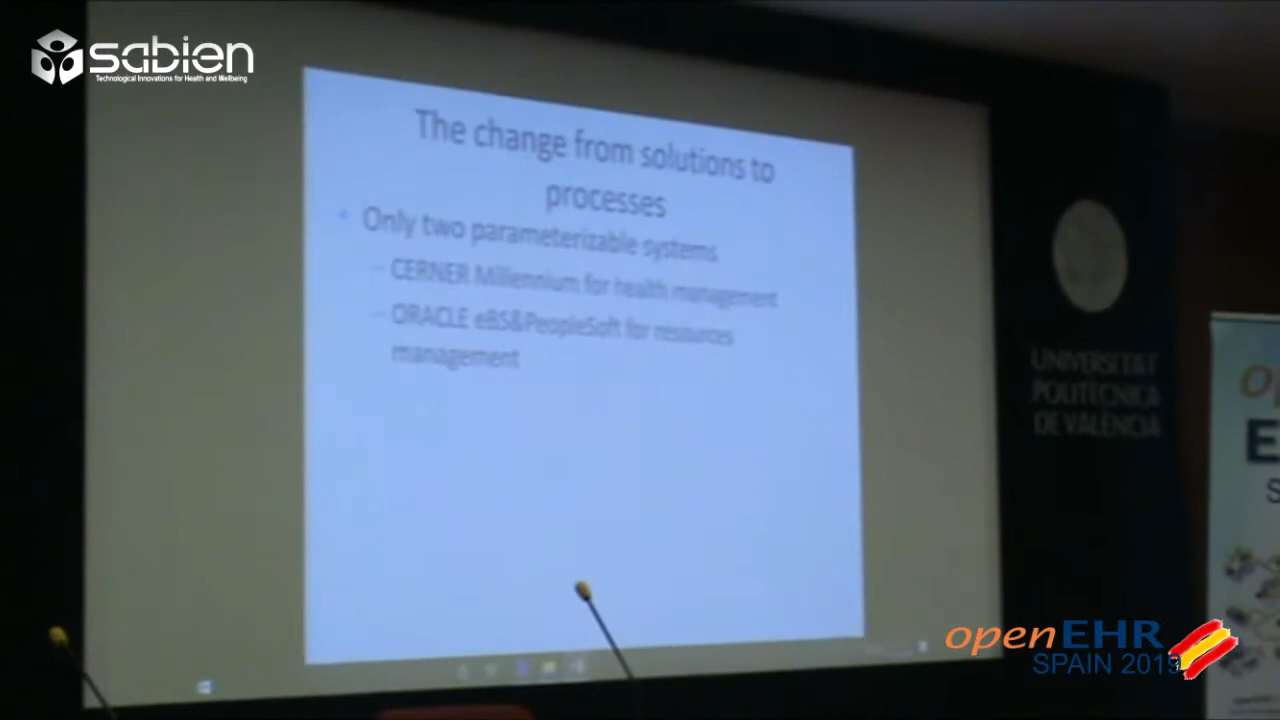 sabien
Technological Innovations for Health and Wellbeing
The change from solutions to
processes
• Only two parameterizable systems
– CERNER Millennium for health management
– ORACLE eBS&PeopleSoft for resources
management
UNIVERSITAT
POLITÈCNICA
DE VALÈNCIA
openEHR
SPAIN 2019